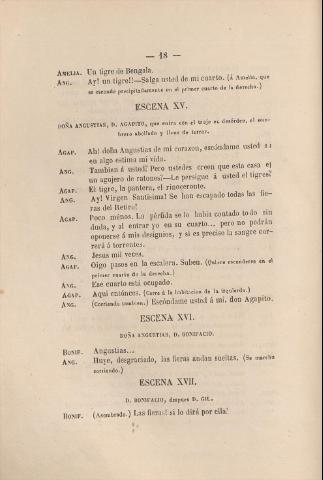 — 18 —
AMELIA. Un tigre de Bengala.
ANG. Ay! un tigre!!—Salga usted de mi cuarto. (Á Amelia, que
se esconde precipitadamente en el primer cuarto de la derecha.)
ESCENA XV.
DOÑA ANGUSTIAS, D. AGAPITO, que entra con el traje en desórden, el som-
brero abollado y lleno de terror.
AGAP. Ah! doña Angustias de mi corazon, escóndame usted si
en algo estima mi vida.
ANG. Tambien á usted? Pero ustedes creen que esta casa es
un agujero de ratones?—Le persigue á usted el tigres?
AGAP. El tigre, la pantera, el rinoceronte.
ANG. Ay! Virgen Santísima! Se han escapado todas las fie-
ras del Retiro!
AGAP. Poco ménos. La pérfida se lo habia contado todo sin
duda, y al entrar yo en su cuarto... pero no podrán
oponerse á mis designios, y si es preciso la sangre cor-
rerá á torrentes.
ANG. Jesus mil veces.
AGAP. Oigo pasos en la escalera. Suben. (Quiere esconderse en el
primer cuarto de la derecha.)
ANG. Ese cuarto está ocupado.
AGAP. Aquí entónces. (Corre á la habitacion de la izquierda.)
ANG. (Corriendo tambien.) Escóndame usted á mí, don Agapito.
ESCENA XVI.
DOÑA ANGUSTIAS, D. BONIFACIO.
BONIF. Angustias...
ANG. Huye, desgraciado, las fieras andan sueltas. (Se marcha
corriendo.)
ESCENA XVII.
D. BONIFACIO, despues D. GIL.
BONIF. (Asombrado.) Las fieras! si lo dirá por ella!